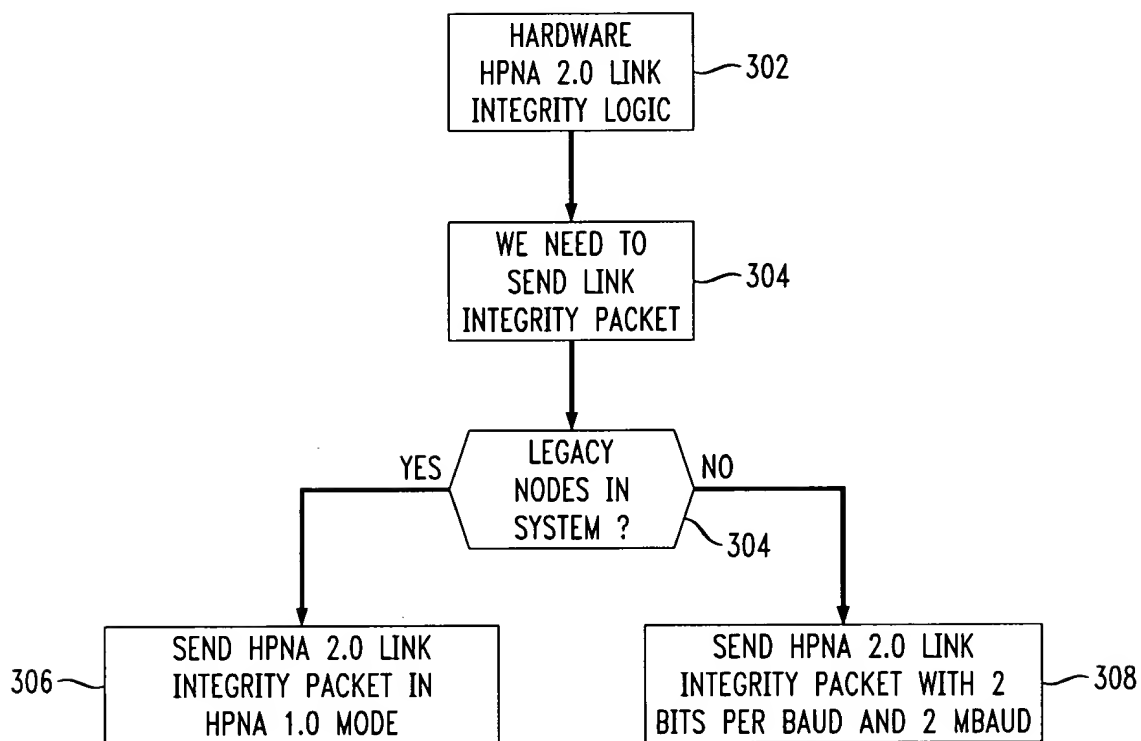 HARDWARE
HPNA 2.0 LINK
INTEGRITY LOGIC
302
WE NEED TO
SEND LINK
INTEGRITY PACKET
304
YES
LEGACY
NODES IN
SYSTEM ?
NO
304
306
SEND HPNA 2.0 LINK
INTEGRITY PACKET IN
HPNA 1.0 MODE
SEND HPNA 2.0 LINK
INTEGRITY PACKET WITH 2
BITS PER BAUD AND 2 MBAUD
308